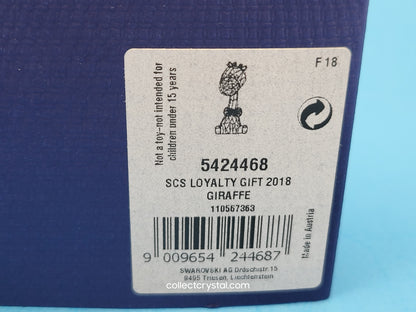 F 18
Not a toy-not intended for
children under 15 years
5424468
SCS LOYALTY GIFT 2018
GIRAFFE
110567363
Made in Austria
9 009654 244687
SWAROVSKI AG Dröschistr.15
9495 Triesen, Liechtenstein
collectcrystal.com